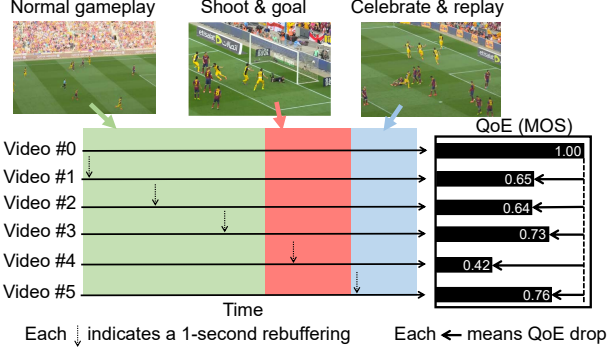 Normal gameplay Shoot & goal Celebrate & replay
etisalat
QoE (MOS)
Video #0 1.00
Video #1 0.65
Video #2 0.64
Video #3 0.73
Video #4 0.42
Video #5 0.76
Time
Each indicates a 1-second rebuffering Each means QoE drop